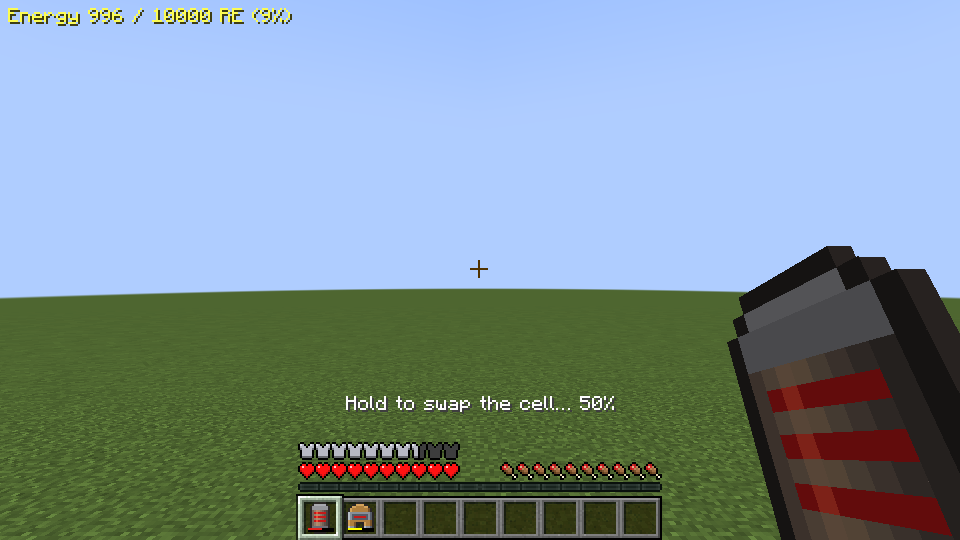 Energy 996 / 10000 RE (9%)
Hold to swap the cell... 50%